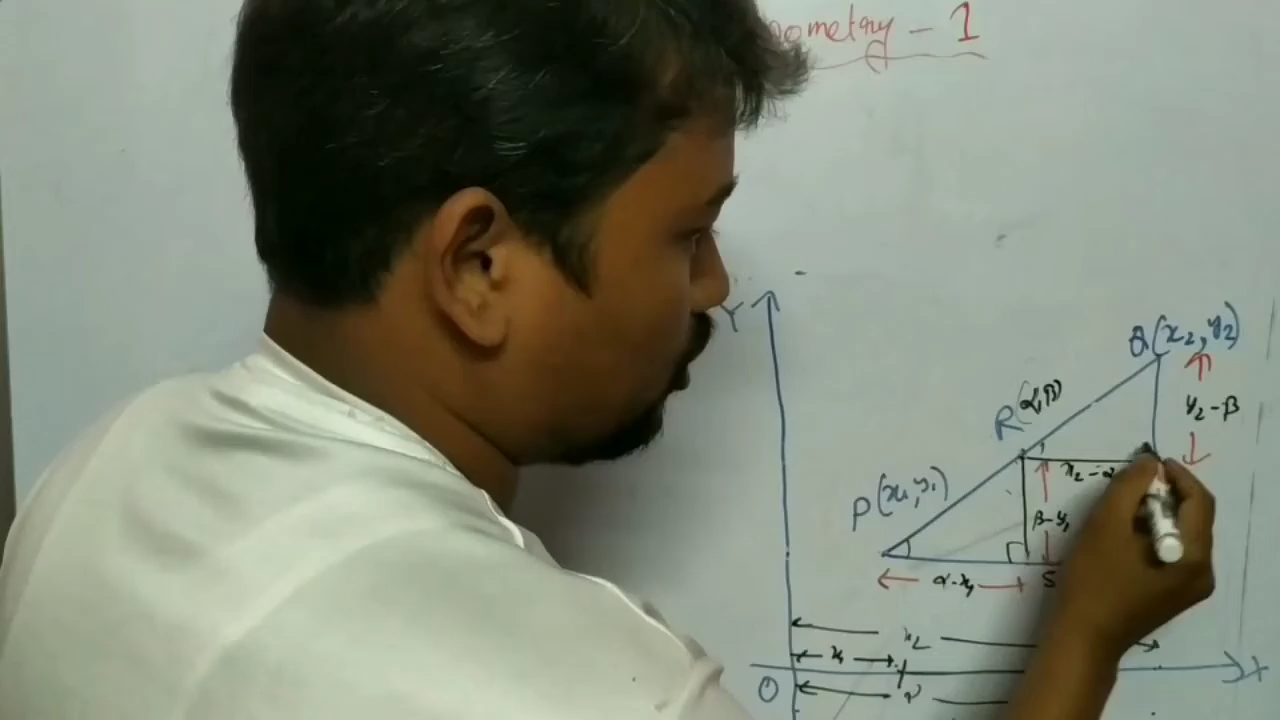 ometry - 1
Y
Q(x₂, y₂)
R(α, β)
y₂ - β
P(x₁, y₁)
x₂ - α
β - y₁
α - x₁
S
x₂
x₁
O
X